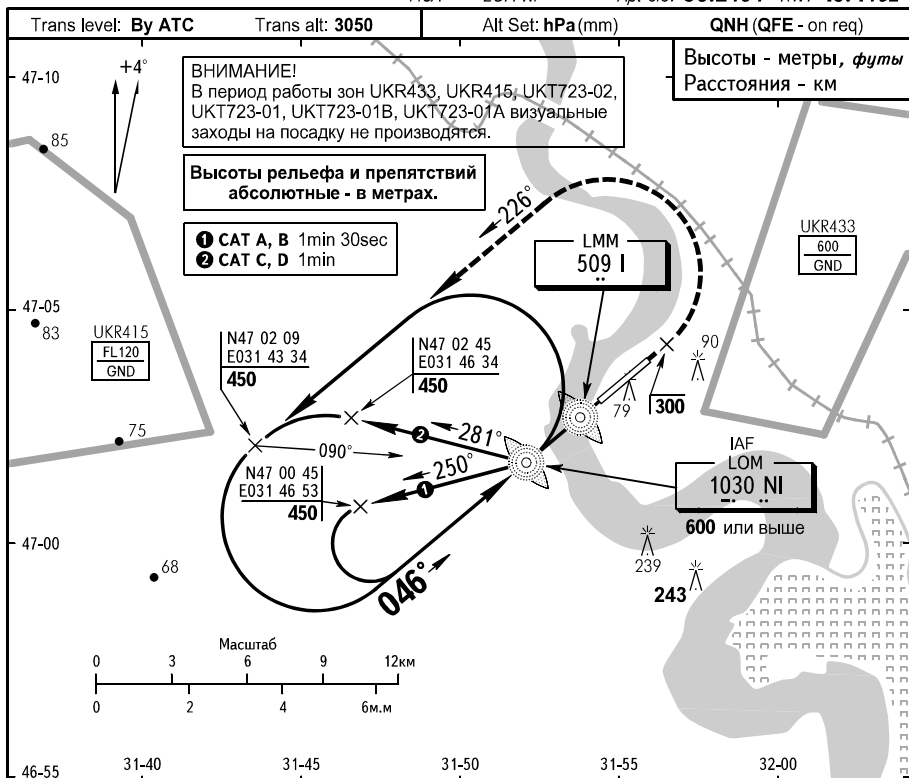 Trans level: By ATC
Trans alt: 3050
Alt Set: hPa (mm)
QNH (QFE - on req)
Высоты - метры, футы
Расстояния - км
47-10
+4°
ВНИМАНИЕ!
В период работы зон UKR433, UKR415, UKT723-02,
UKT723-01, UKT723-01B, UKT723-01A визуальные
заходы на посадку не производятся.
85
Высоты рельефа и препятствий
абсолютные - в метрах.
226°
1 CAT A, B 1min 30sec
2 CAT C, D 1min
LMM
509 I
UKR433
600
GND
47-05
83
UKR415
FL120
GND
N47 02 09
E031 43 34
450
N47 02 45
E031 46 34
450
90
79
300
75
090°
2
281°
250°
1
N47 00 45
E031 46 53
450
IAF
LOM
1030 NI
600 или выше
47-00
68
046°
239
243
Масштаб
0 3 6 9 12км
0 2 4 6м.м
46-55
31-40
31-45
31-50
31-55
32-00